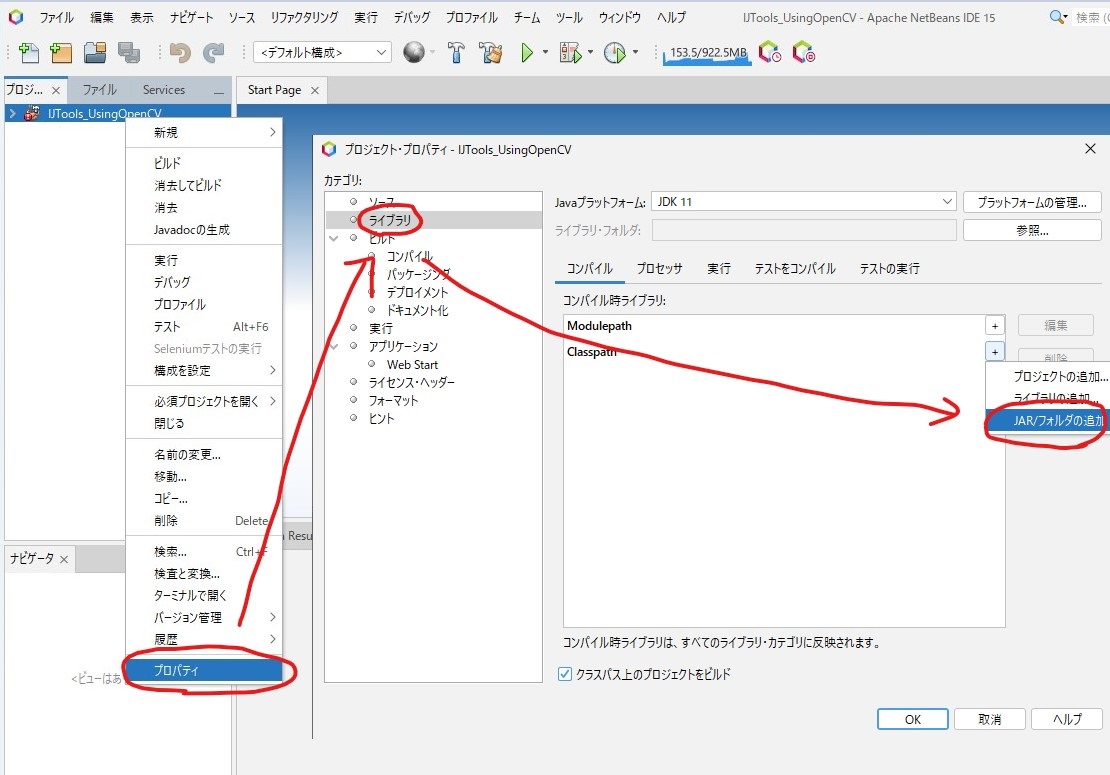 ファイル 編集 表示 ナビゲート ソース リファクタリング 実行 デバッグ プロファイル チーム ツール ウィンドウ ヘルプ IJTools_UsingOpenCV - Apache NetBeans IDE 15 検索
<デフォルト構成> 153.5/922.5MB
プロジ... × ファイル Services
Start Page ×
IJTools_UsingOpenCV
新規
ビルド
消去してビルド
消去
Javadocの生成
実行
デバッグ
プロファイル
テスト Alt+F6
Seleniumテストの実行
構成を設定
必須プロジェクトを開く
閉じる
名前の変更...
移動...
コピー...
削除 Delete
検索... Ctrl+F
検査と変換...
ターミナルで開く
バージョン管理
履歴
プロパティ
ナビゲータ ×
<ビューはあ
Resu
プロジェクト・プロパティ - IJTools_UsingOpenCV
カテゴリ:
ソース
ライブラリ
ビルド
コンパイル
パッケージング
デプロイメント
ドキュメント化
実行
アプリケーション
Web Start
ライセンス・ヘッダー
フォーマット
ヒント
Javaプラットフォーム: JDK 11 プラットフォームの管理...
ライブラリ・フォルダ: 参照...
コンパイル プロセッサ 実行 テストをコンパイル テストの実行
コンパイル時ライブラリ:
Modulepath + 編集
Classpath + 削除
プロジェクトの追加...
ライブラリの追加...
JAR/フォルダの追加
コンパイル時ライブラリは、すべてのライブラリ・カテゴリに反映されます。
クラスパス上のプロジェクトをビルド
OK 取消 ヘルプ